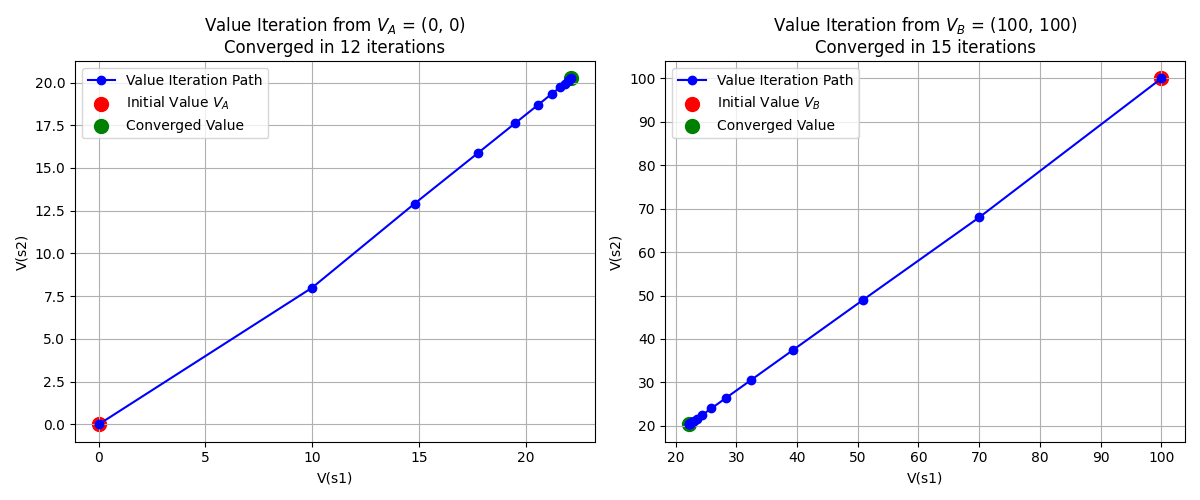 Value Iteration from V_A = (0, 0)
Converged in 12 iterations
Value Iteration Path
Initial Value V_A
Converged Value
V(s2)
20.0
17.5
15.0
12.5
10.0
7.5
5.0
2.5
0.0
0 5 10 15 20
V(s1)
Value Iteration from V_B = (100, 100)
Converged in 15 iterations
Value Iteration Path
Initial Value V_B
Converged Value
V(s2)
100
90
80
70
60
50
40
30
20
20 30 40 50 60 70 80 90 100
V(s1)